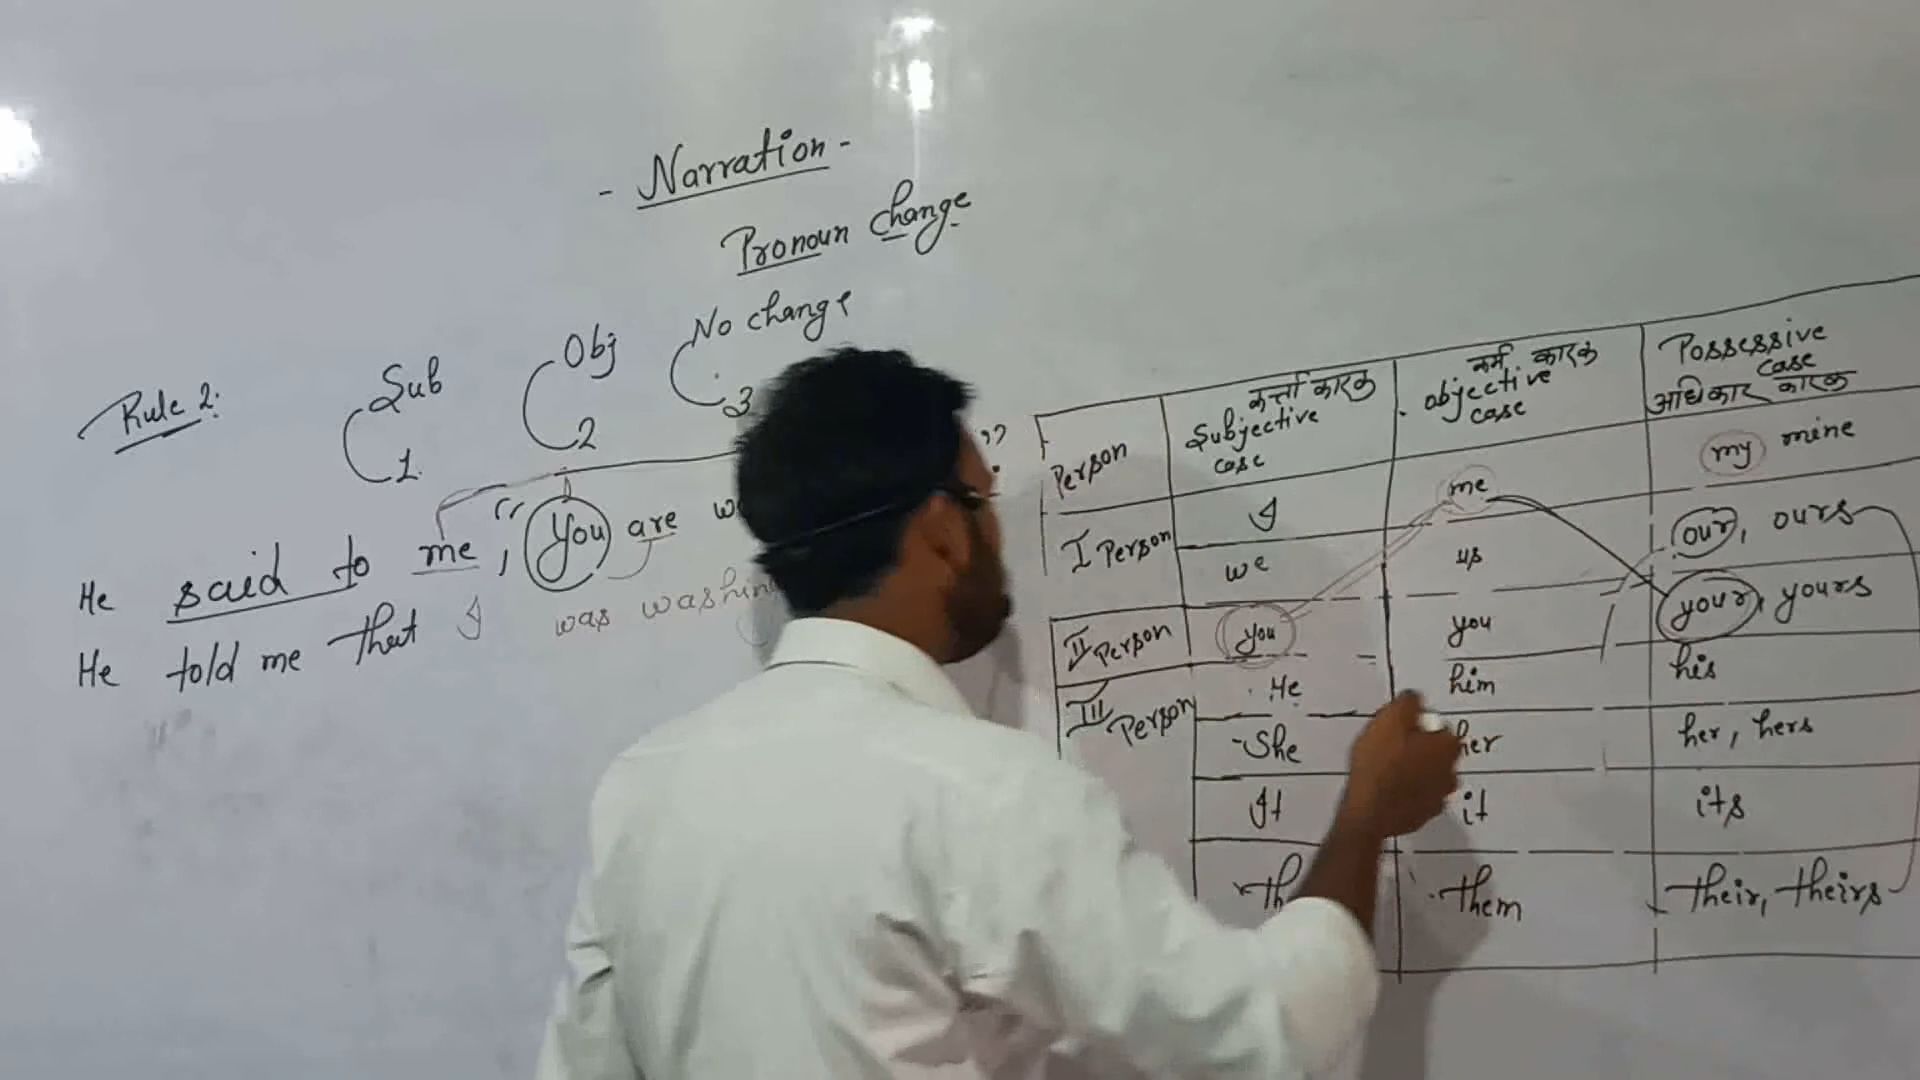 - Narration -
Pronoun change
Rule 2.
Sub
1.
Obj
2
No change
3
He said to me, "You are
He told me that I was washin
Person
कर्त्ता कारक
Subjective
case
कर्म कारक
objective
case
Possessive
case
अधिकार कारक
I Person
I
me
my mine
we
us
our, ours
II Person
you
you
your, yours
III Person
He
him
his
She
her
her, hers
It
it
its
th
them
their, theirs